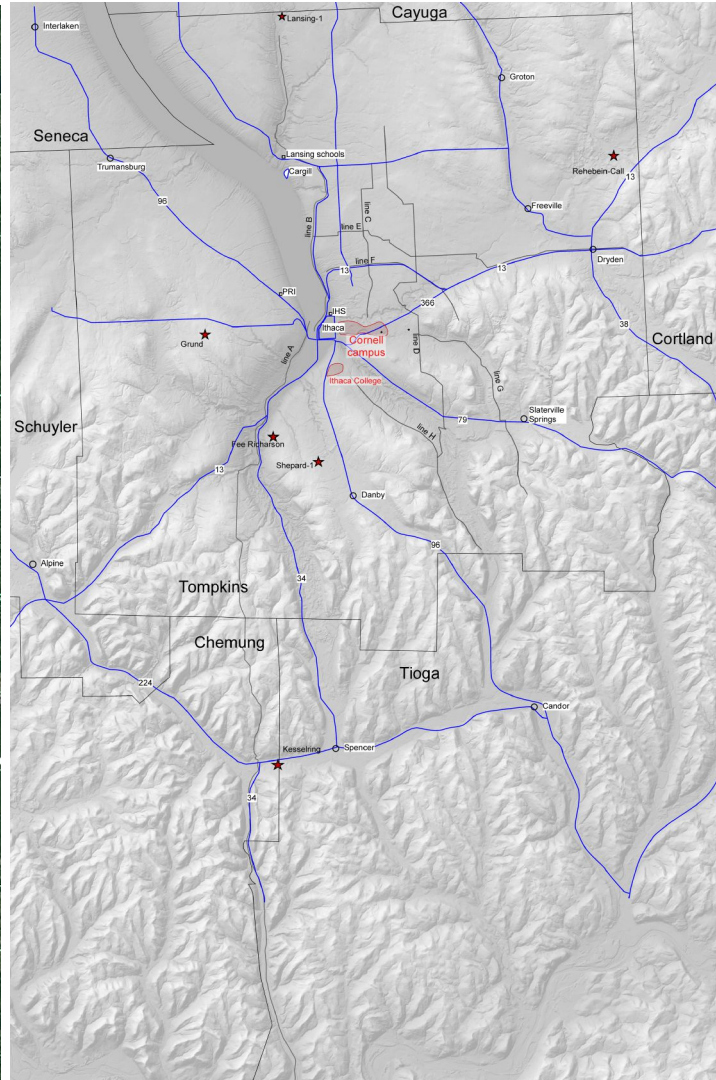 Cayuga
Lansing-1
Interlaken
Groton
Seneca
Lansing schools
Trumansburg
Cargill
Rehebein-Call
13
96
line C
Freeville
line B
line E
Dryden
line F
13
13
PRI
366
IHS
38
Ithaca
Grund
Cornell
campus
line D
Cortland
line A
line G
Ithaca College
Slaterville
Springs
79
Schuyler
line H
Fee Richarson
Shepard-1
13
Danby
96
Alpine
34
Tompkins
Chemung
Tioga
224
Candor
Kesselring
Spencer
34